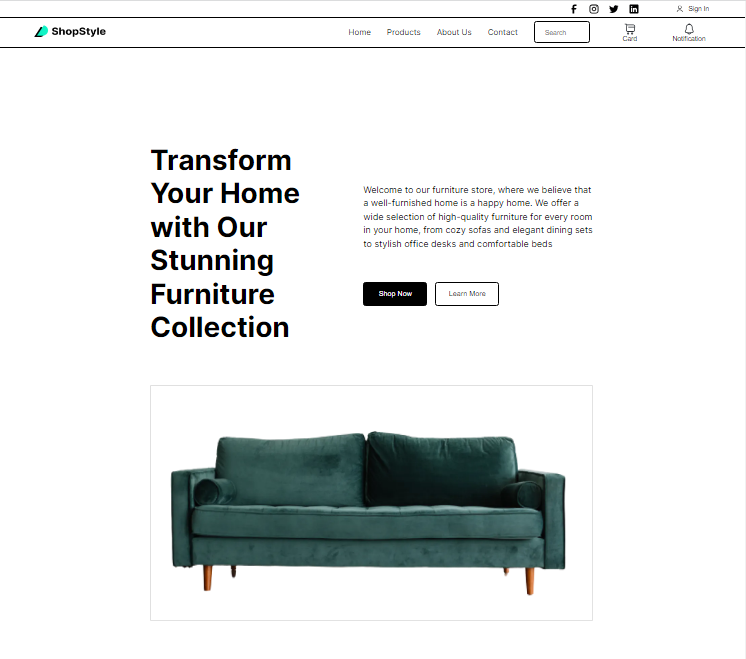 Sign In
ShopStyle
Home Products About Us Contact Search Card Notification
Transform
Your Home
with Our
Stunning
Furniture
Collection
Welcome to our furniture store, where we believe that
a well-furnished home is a happy home. We offer a
wide selection of high-quality furniture for every room
in your home, from cozy sofas and elegant dining sets
to stylish office desks and comfortable beds
Shop Now Learn More